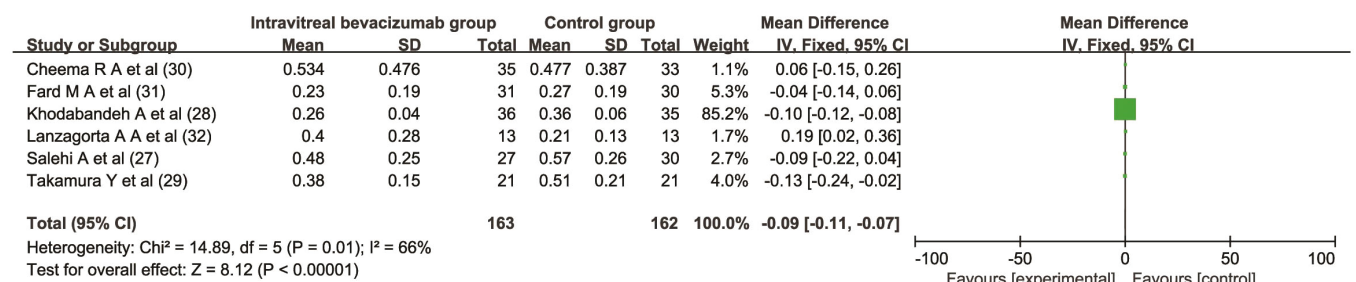 Intravitreal bevacizumab group Control group Mean Difference Mean Difference
Study or Subgroup Mean SD Total Mean SD Total Weight IV, Fixed, 95% CI IV, Fixed, 95% CI
Cheema R A et al (30) 0.534 0.476 35 0.477 0.387 33 1.1% 0.06 [-0.15, 0.26]
Fard M A et al (31) 0.23 0.19 31 0.27 0.19 30 5.3% -0.04 [-0.14, 0.06]
Khodabandeh A et al (28) 0.26 0.04 36 0.36 0.06 35 85.2% -0.10 [-0.12, -0.08]
Lanzagorta A A et al (32) 0.4 0.28 13 0.21 0.13 13 1.7% 0.19 [0.02, 0.36]
Salehi A et al (27) 0.48 0.25 27 0.57 0.26 30 2.7% -0.09 [-0.22, 0.04]
Takamura Y et al (29) 0.38 0.15 21 0.51 0.21 21 4.0% -0.13 [-0.24, -0.02]
Total (95% CI) 163 162 100.0% -0.09 [-0.11, -0.07]
Heterogeneity: Chi² = 14.89, df = 5 (P = 0.01); I² = 66%
Test for overall effect: Z = 8.12 (P < 0.00001)
-100 -50 0 50 100
Favours [experimental] Favours [control]